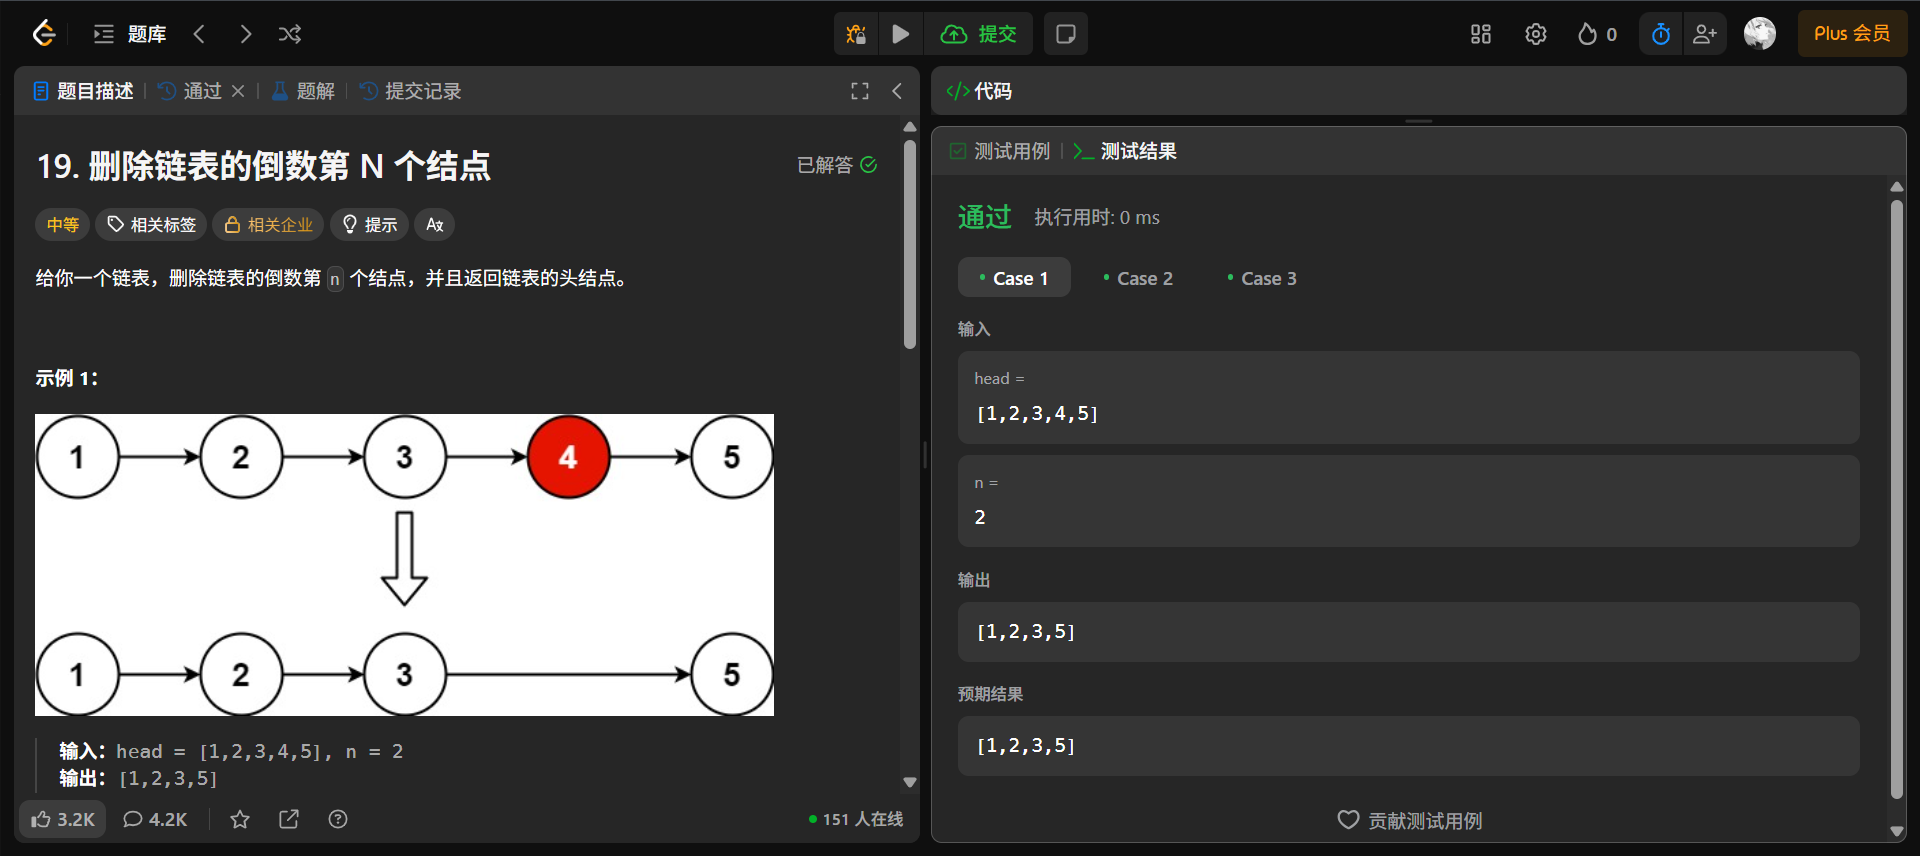 题库
提交
0
Plus 会员
题目描述
通过
题解
提交记录
代码
19. 删除链表的倒数第 N 个结点
已解答
中等
相关标签
相关企业
提示
给你一个链表，删除链表的倒数第 n 个结点，并且返回链表的头结点。
示例 1：
1 2 3 4 5
1 2 3 5
输入：head = [1,2,3,4,5], n = 2
输出：[1,2,3,5]
3.2K
4.2K
151 人在线
测试用例
测试结果
通过 执行用时: 0 ms
Case 1
Case 2
Case 3
输入
head =
[1,2,3,4,5]
n =
2
输出
[1,2,3,5]
预期结果
[1,2,3,5]
贡献测试用例